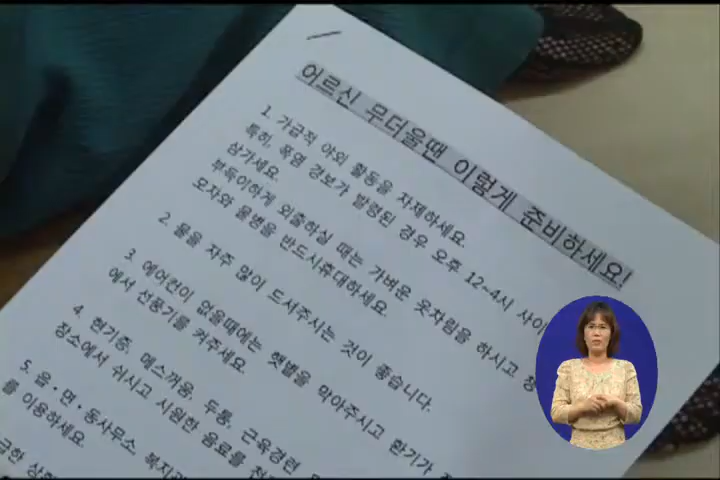 어르신 무더울땐 이렇게 준비하세요!
1. 가급적 야외 활동을 자제하세요.
특히, 폭염 경보가 발령된 경우 오후 12~4시 사이
삼가세요.
부득이하게 외출하실 때는 가벼운 옷차림을 하시고 창
모자와 물병을 반드시휴대하세요.
2. 물을 자주 많이 드셔주시는 것이 좋습니다.
3. 에어컨이 없을때에는 햇볕을 막아주시고 환기가
에서 선풍기를 켜주세요.
4. 현기증, 메스꺼움, 두통, 근육경련
장소에서 쉬시고 시원한 음료를
5. 읍·면·동사무소, 복지관
를 이용하세요.